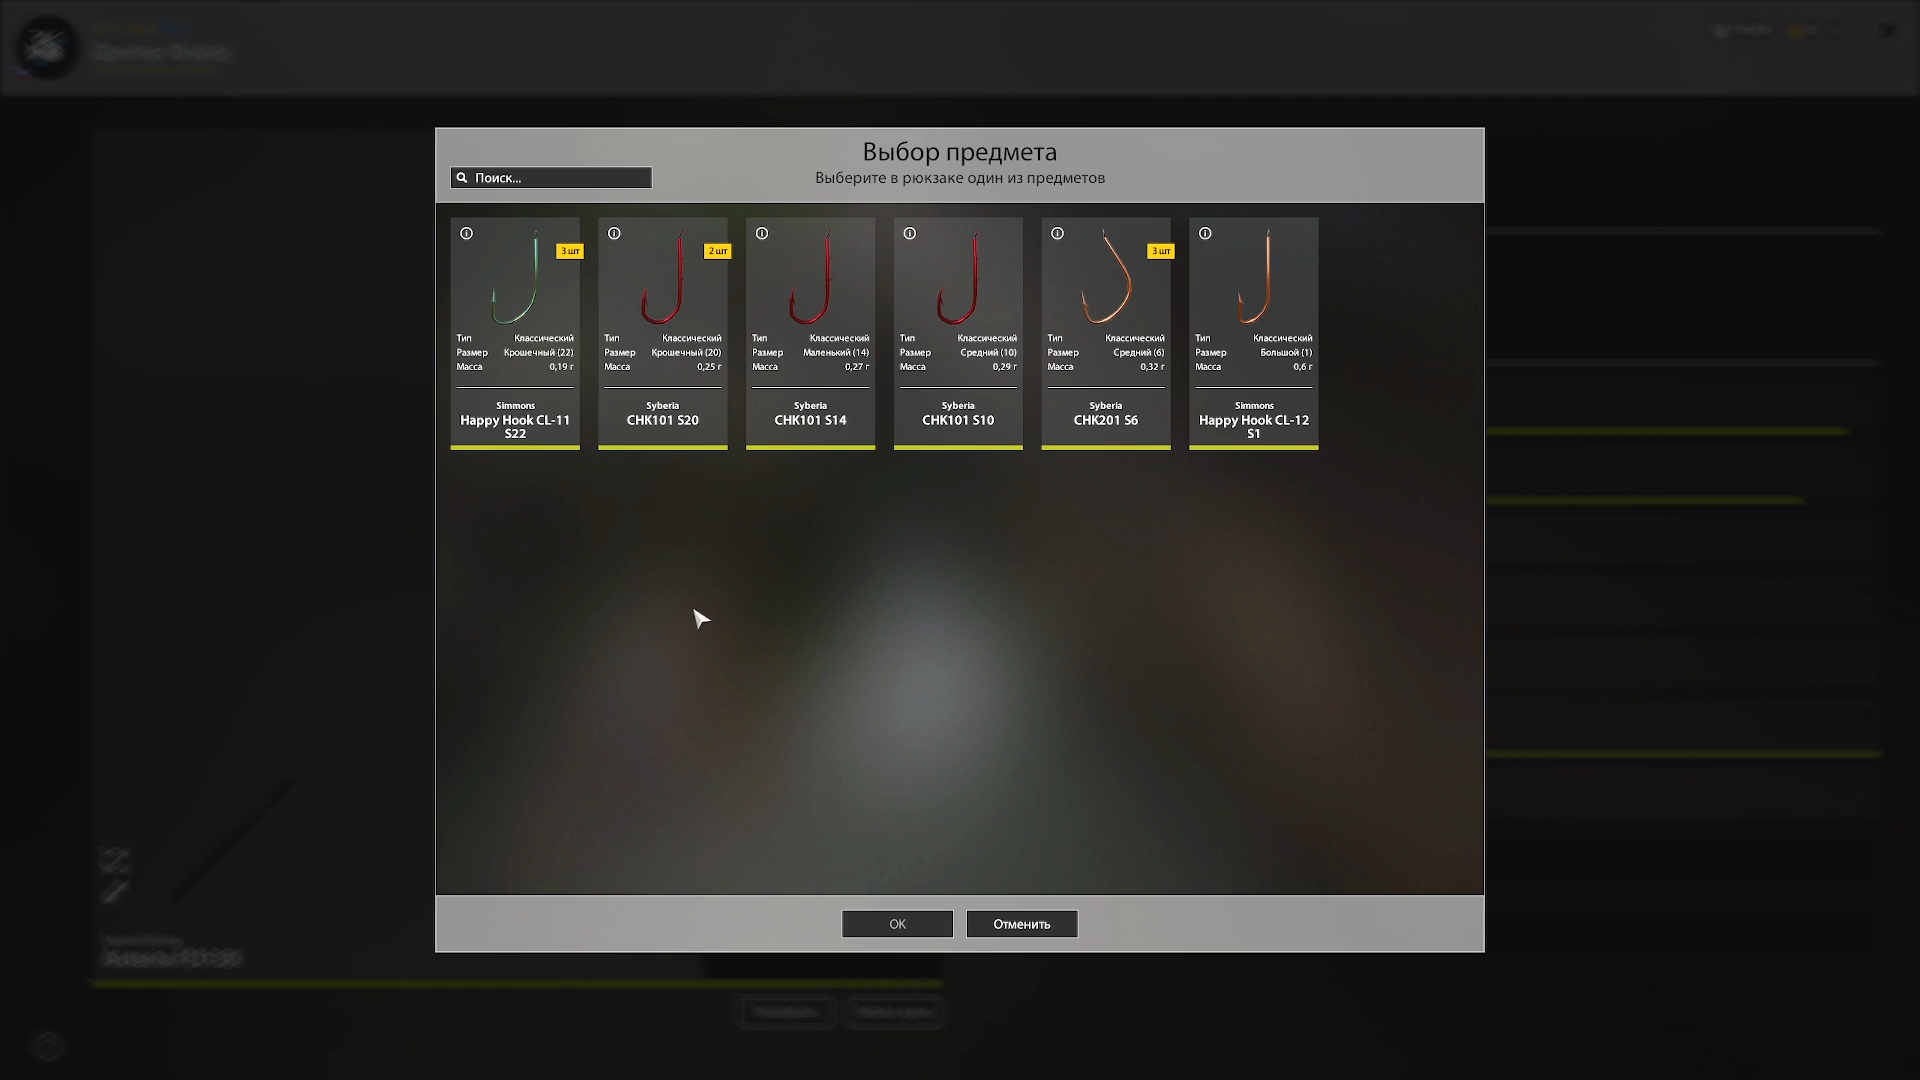 Выбор предмета
Поиск...
Выберите в рюкзаке один из предметов
3 шт
Тип Классический
Размер Крошечный (22)
Масса 0,19 г
Simmons
Happy Hook CL-11
S22
2 шт
Тип Классический
Размер Крошечный (20)
Масса 0,25 г
Syberia
CHK101 S20
Тип Классический
Размер Маленький (14)
Масса 0,27 г
Syberia
CHK101 S14
Тип Классический
Размер Средний (10)
Масса 0,29 г
Syberia
CHK101 S10
3 шт
Тип Классический
Размер Средний (6)
Масса 0,32 г
Syberia
CHK201 S6
Тип Классический
Размер Большой (1)
Масса 0,6 г
Simmons
Happy Hook CL-12
S1
OK
Отменить